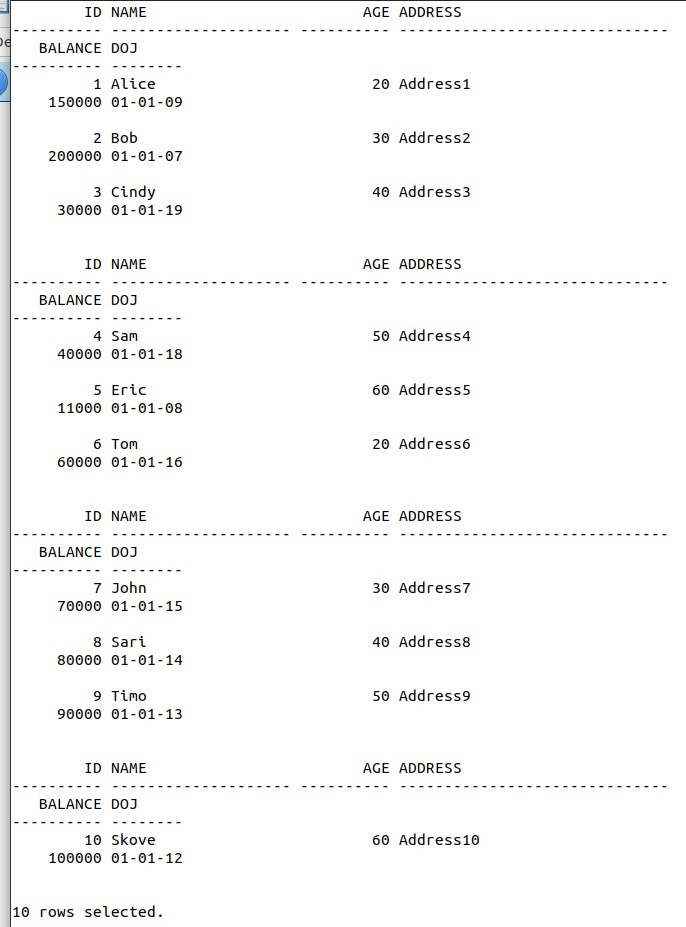 De
ID NAME AGE ADDRESS
---------- -------------------- ---------- ------------------------------
BALANCE DOJ
---------- --------
1 Alice 20 Address1
150000 01-01-09
2 Bob 30 Address2
200000 01-01-07
3 Cindy 40 Address3
30000 01-01-19
ID NAME AGE ADDRESS
---------- -------------------- ---------- ------------------------------
BALANCE DOJ
---------- --------
4 Sam 50 Address4
40000 01-01-18
5 Eric 60 Address5
11000 01-01-08
6 Tom 20 Address6
60000 01-01-16
ID NAME AGE ADDRESS
---------- -------------------- ---------- ------------------------------
BALANCE DOJ
---------- --------
7 John 30 Address7
70000 01-01-15
8 Sari 40 Address8
80000 01-01-14
9 Timo 50 Address9
90000 01-01-13
ID NAME AGE ADDRESS
---------- -------------------- ---------- ------------------------------
BALANCE DOJ
---------- --------
10 Skove 60 Address10
100000 01-01-12
10 rows selected.